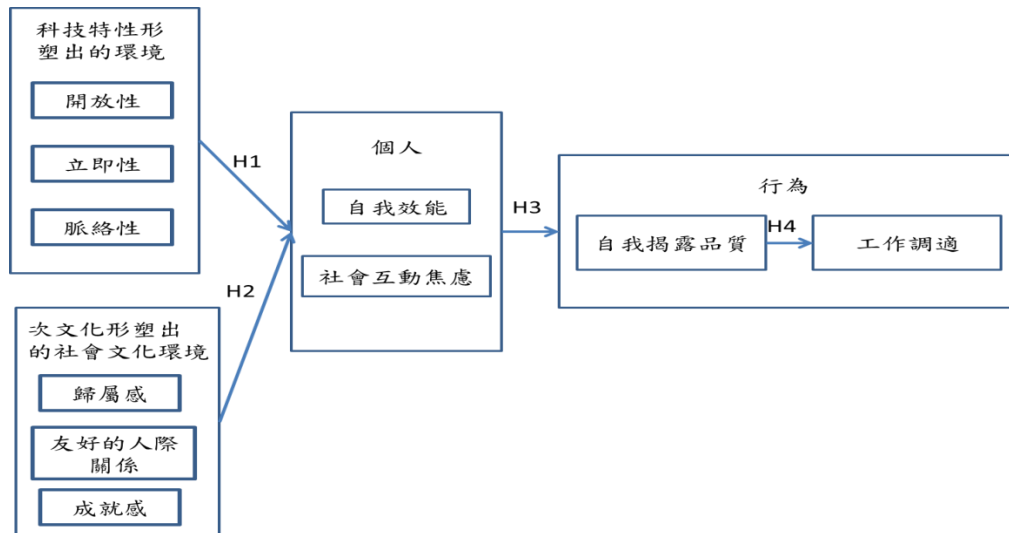 科技特性形
塑出的環境
開放性
立即性
脈絡性
H1
次文化形塑出
的社會文化環境
歸屬感
友好的人際
關係
成就感
H2
個人
自我效能
社會互動焦慮
H3
行為
自我揭露品質
H4
工作調適